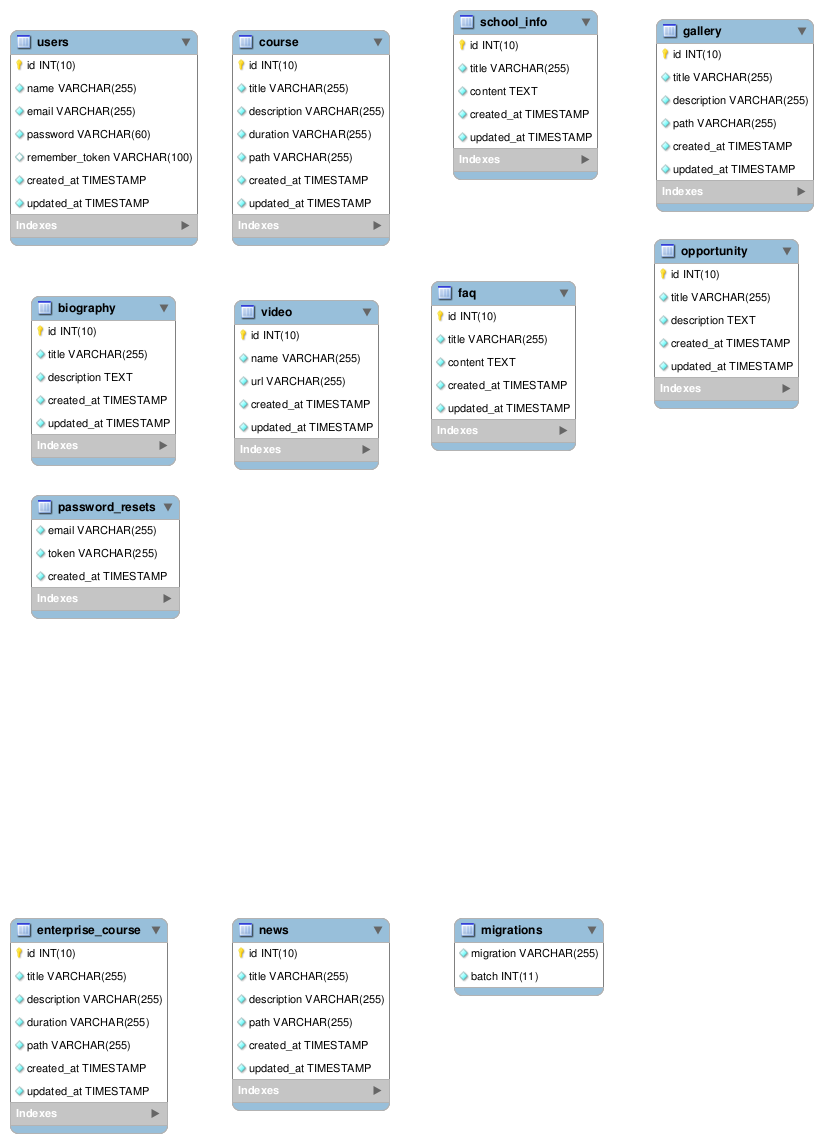 users
id INT(10)
name VARCHAR(255)
email VARCHAR(255)
password VARCHAR(60)
remember_token VARCHAR(100)
created_at TIMESTAMP
updated_at TIMESTAMP
Indexes
course
id INT(10)
title VARCHAR(255)
description VARCHAR(255)
duration VARCHAR(255)
path VARCHAR(255)
created_at TIMESTAMP
updated_at TIMESTAMP
Indexes
school_info
id INT(10)
title VARCHAR(255)
content TEXT
created_at TIMESTAMP
updated_at TIMESTAMP
Indexes
gallery
id INT(10)
title VARCHAR(255)
description VARCHAR(255)
path VARCHAR(255)
created_at TIMESTAMP
updated_at TIMESTAMP
Indexes
biography
id INT(10)
title VARCHAR(255)
description TEXT
created_at TIMESTAMP
updated_at TIMESTAMP
Indexes
video
id INT(10)
name VARCHAR(255)
url VARCHAR(255)
created_at TIMESTAMP
updated_at TIMESTAMP
Indexes
faq
id INT(10)
title VARCHAR(255)
content TEXT
created_at TIMESTAMP
updated_at TIMESTAMP
Indexes
opportunity
id INT(10)
title VARCHAR(255)
description TEXT
created_at TIMESTAMP
updated_at TIMESTAMP
Indexes
password_resets
email VARCHAR(255)
token VARCHAR(255)
created_at TIMESTAMP
Indexes
enterprise_course
id INT(10)
title VARCHAR(255)
description VARCHAR(255)
duration VARCHAR(255)
path VARCHAR(255)
created_at TIMESTAMP
updated_at TIMESTAMP
Indexes
news
id INT(10)
title VARCHAR(255)
description VARCHAR(255)
path VARCHAR(255)
created_at TIMESTAMP
updated_at TIMESTAMP
Indexes
migrations
migration VARCHAR(255)
batch INT(11)